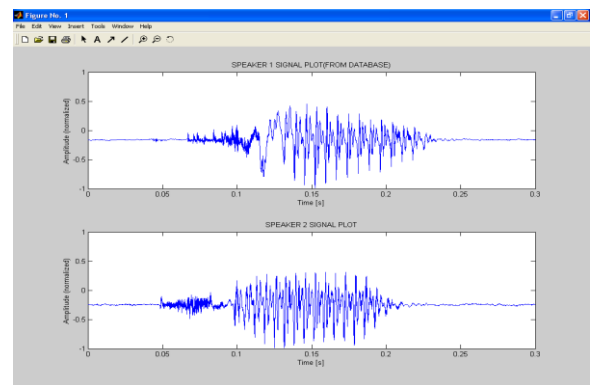 Figure No. 1
File Edit View Insert Tools Window Help
A
SPEAKER 1 SIGNAL PLOT(FROM DATABASE)
Amplitude (normalized)
1
0.5
0
-0.5
-1
0 0.05 0.1 0.15 0.2 0.25 0.3
Time [s]
SPEAKER 2 SIGNAL PLOT
Amplitude (normalized)
1
0.5
0
-0.5
-1
0 0.05 0.1 0.15 0.2 0.25 0.3
Time [s]